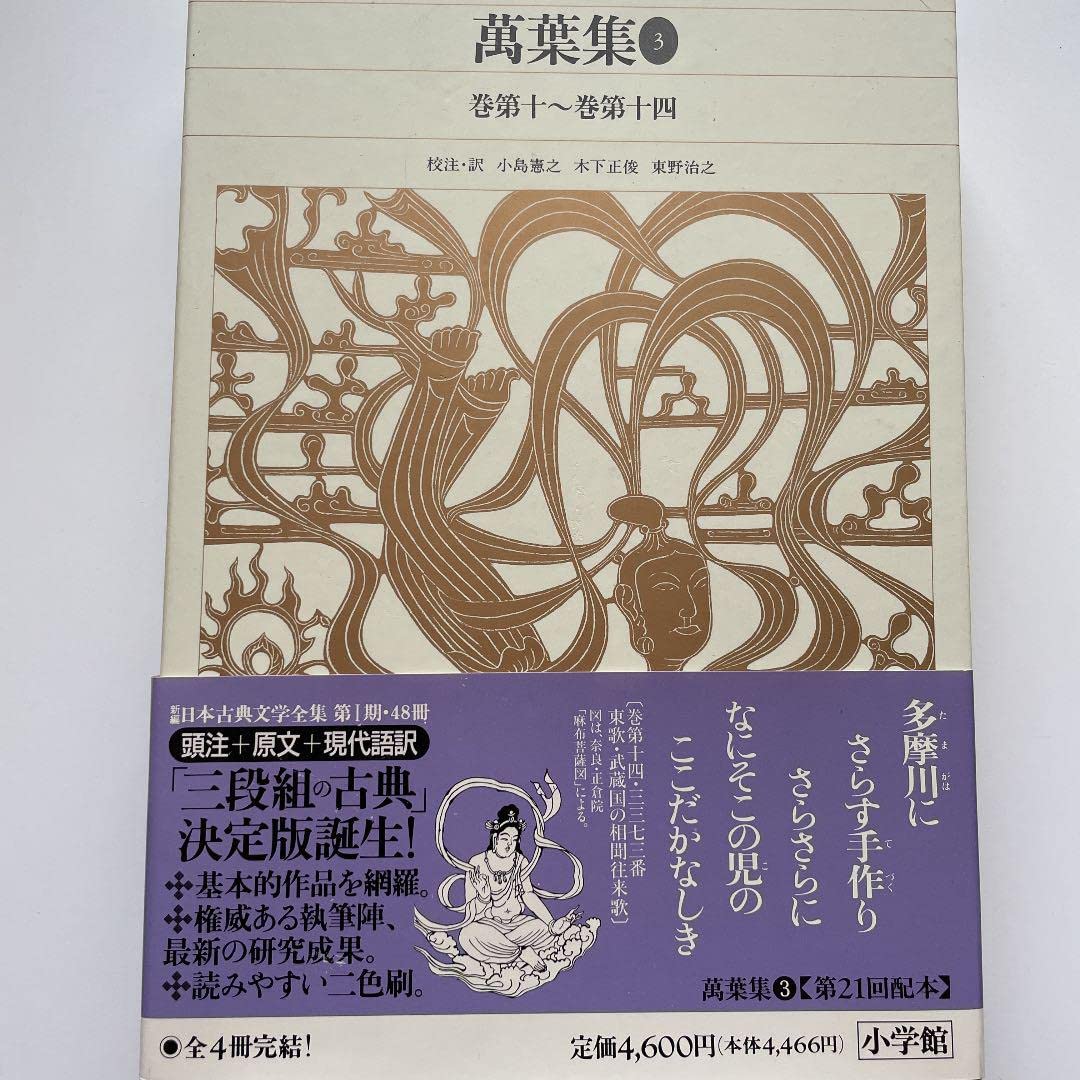 萬葉集3
巻第十〜巻第十四
校注・訳 小島憲之 木下正俊 東野治之
多摩川に
たまがは
さらす手作り
てづく
さらさらに
なにそこの児の
こ
ここだかなしき
〔巻第十四・三三七三番
東歌・武蔵国の相聞往来歌〕
図は、奈良・正倉院
「麻布菩薩図」による。
新編日本古典文学全集 第Ⅰ期・48冊
頭注+原文+現代語訳
「三段組の古典」
決定版誕生!
✤基本的作品を網羅。
✤権威ある執筆陣、
最新の研究成果。
✤読みやすい二色刷。
萬葉集3【第21回配本】
◉全4冊完結!
定価4,600円(本体4,466円)
小学館